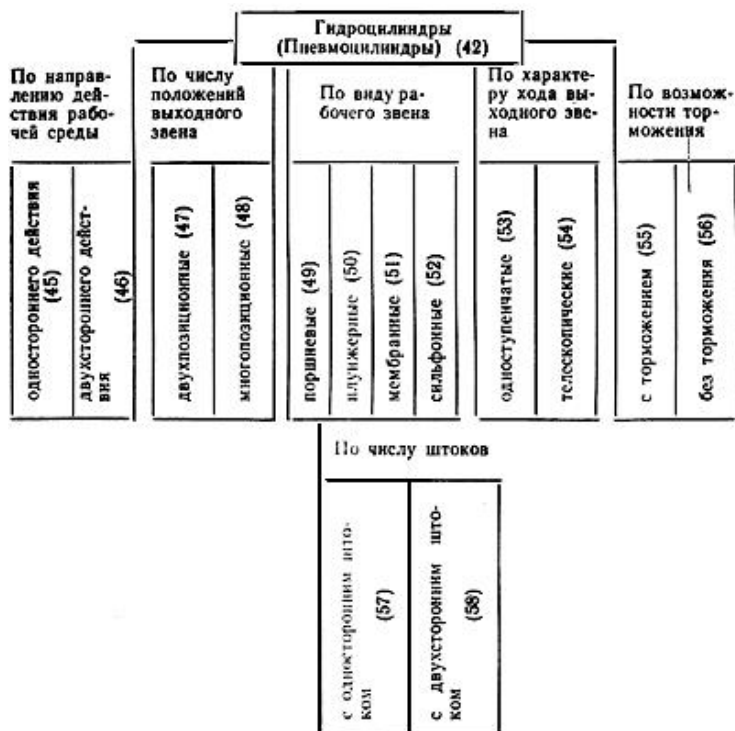 Гидроцилиндры
(Пневмоцилиндры) (42)
По направ-
лению дей-
ствия рабо-
чей среды
По числу
положений
выходного
звена
По виду ра-
бочего звена
По характе-
ру хода вы-
ходного зве-
на
По возмож-
ности тор-
можения
одностороннего действия
(45)
двухстороннего дейст-
вия (46)
двухпозиционные (47)
многопозиционные (48)
поршневые (49)
плунжерные (50)
мембранные (51)
сильфонные (52)
одноступенчатые (53)
телескопические (54)
с торможением (55)
без торможения (56)
По числу штоков
с односторонним што-
ком (57)
с двухсторонним што-
ком (58)